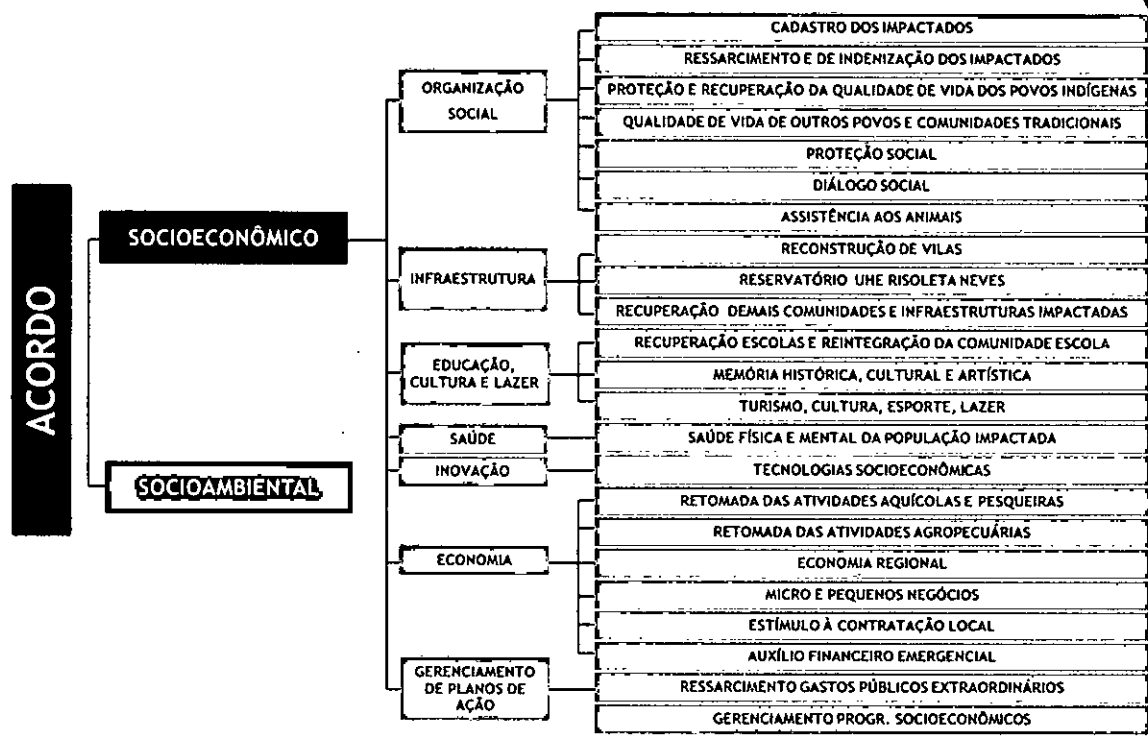 ACORDO
SOCIOECONÔMICO
SOCIOAMBIENTAL
ORGANIZAÇÃO
SOCIAL
CADASTRO DOS IMPACTADOS
RESSARCIMENTO E DE INDENIZAÇÃO DOS IMPACTADOS
PROTEÇÃO E RECUPERAÇÃO DA QUALIDADE DE VIDA DOS POVOS INDÍGENAS
QUALIDADE DE VIDA DE OUTROS POVOS E COMUNIDADES TRADICIONAIS
PROTEÇÃO SOCIAL
DIÁLOGO SOCIAL
ASSISTÊNCIA AOS ANIMAIS
INFRAESTRUTURA
RECONSTRUÇÃO DE VILAS
RESERVATÓRIO UHE RISOLETA NEVES
RECUPERAÇÃO DEMAIS COMUNIDADES E INFRAESTRUTURAS IMPACTADAS
EDUCAÇÃO,
CULTURA E LAZER
RECUPERAÇÃO ESCOLAS E REINTEGRAÇÃO DA COMUNIDADE ESCOLA
MEMÓRIA HISTÓRICA, CULTURAL E ARTÍSTICA
TURISMO, CULTURA, ESPORTE, LAZER
SAÚDE
SAÚDE FÍSICA E MENTAL DA POPULAÇÃO IMPACTADA
INOVAÇÃO
TECNOLOGIAS SOCIOECONÔMICAS
ECONOMIA
RETOMADA DAS ATIVIDADES AQUÍCOLAS E PESQUEIRAS
RETOMADA DAS ATIVIDADES AGROPECUÁRIAS
ECONOMIA REGIONAL
MICRO E PEQUENOS NEGÓCIOS
ESTÍMULO À CONTRATAÇÃO LOCAL
AUXÍLIO FINANCEIRO EMERGENCIAL
GERENCIAMENTO
DE PLANOS DE
AÇÃO
RESSARCIMENTO GASTOS PÚBLICOS EXTRAORDINÁRIOS
GERENCIAMENTO PROGR. SOCIOECONÔMICOS